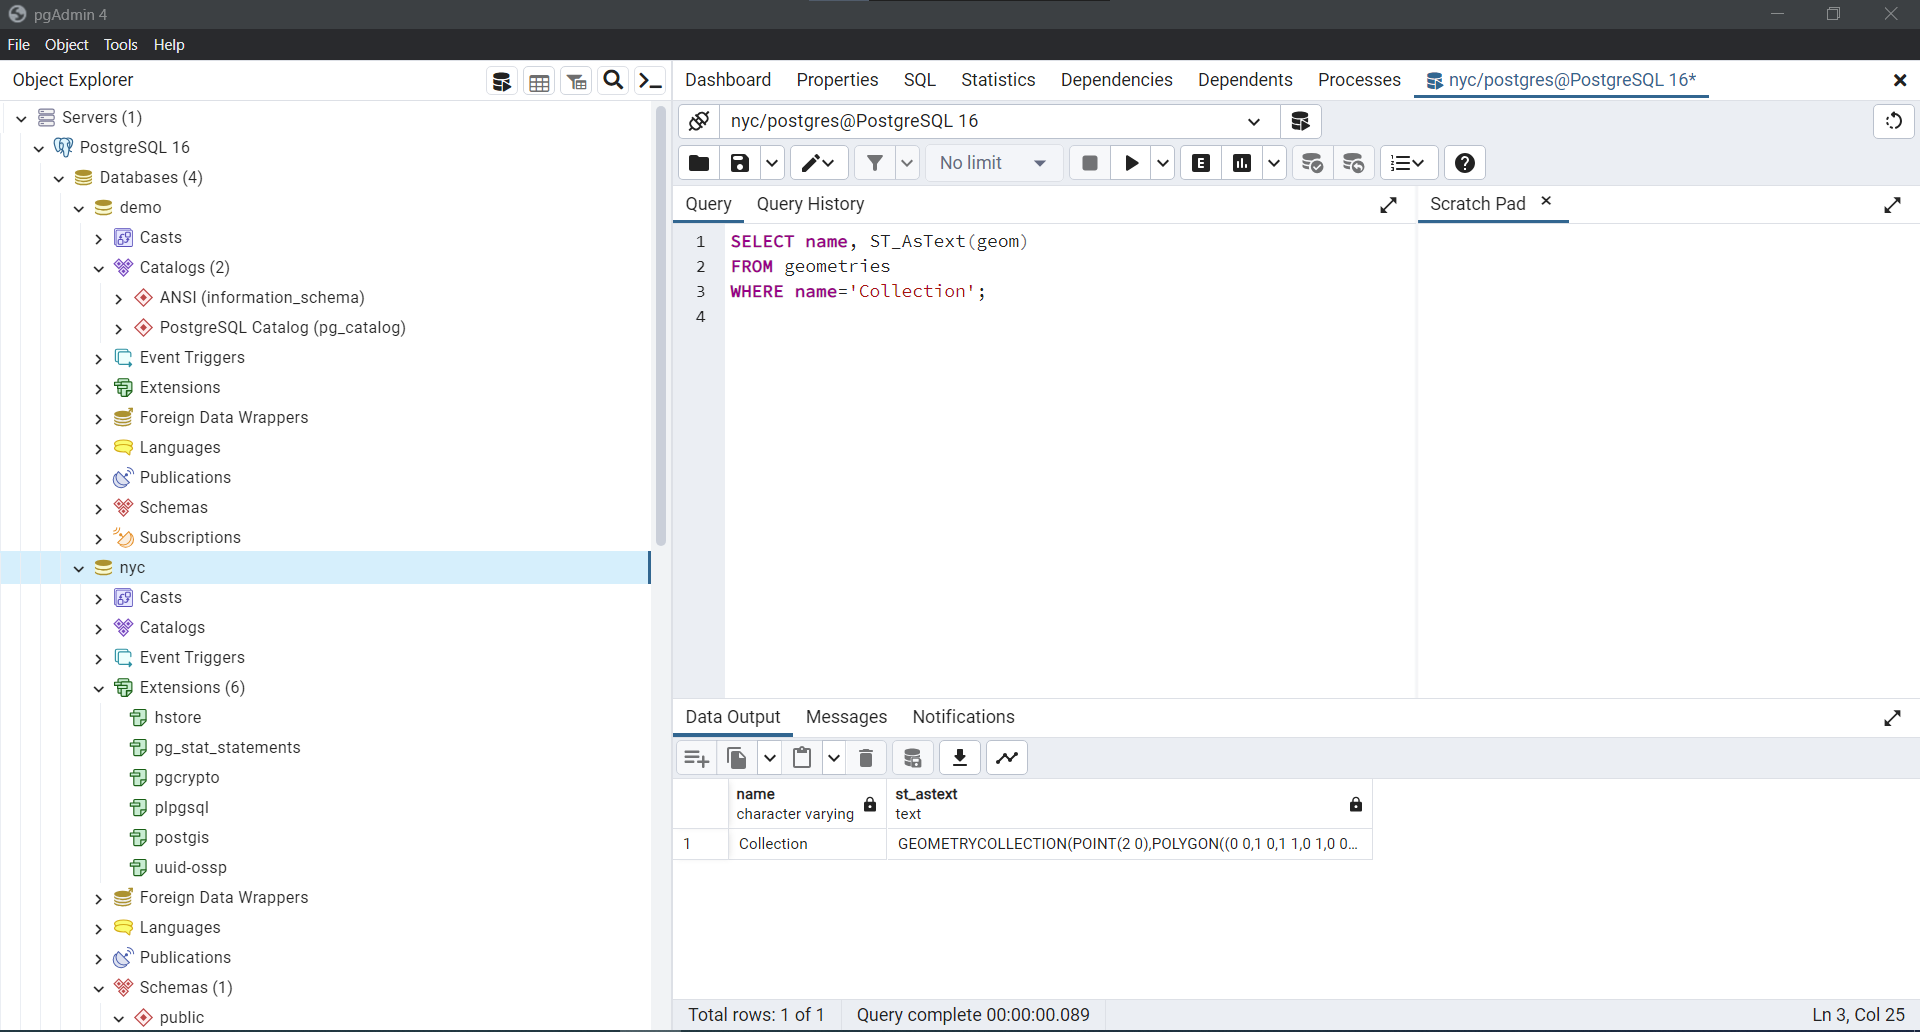 pgAdmin 4
File Object Tools Help
Object Explorer
Servers (1)
PostgreSQL 16
Databases (4)
demo
Casts
Catalogs (2)
ANSI (information_schema)
PostgreSQL Catalog (pg_catalog)
Event Triggers
Extensions
Foreign Data Wrappers
Languages
Publications
Schemas
Subscriptions
nyc
Casts
Catalogs
Event Triggers
Extensions (6)
hstore
pg_stat_statements
pgcrypto
plpgsql
postgis
uuid-ossp
Foreign Data Wrappers
Languages
Publications
Schemas (1)
public
Dashboard Properties SQL Statistics Dependencies Dependents Processes nyc/postgres@PostgreSQL 16*
nyc/postgres@PostgreSQL 16
No limit E
Query Query History Scratch Pad
1 SELECT name, ST_AsText(geom)
2 FROM geometries
3 WHERE name='Collection';
4
Data Output Messages Notifications
name st_astext
character varying text
1 Collection GEOMETRYCOLLECTION(POINT(2 0),POLYGON((0 0,1 0,1 1,0 1,0 0...
Total rows: 1 of 1 Query complete 00:00:00.089 Ln 3, Col 25